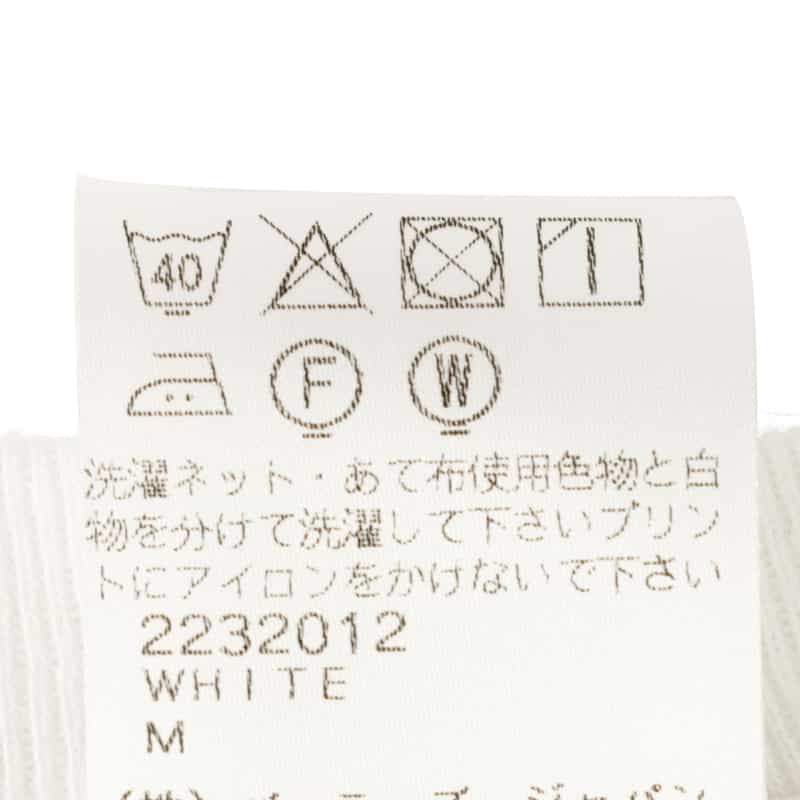 40
F W
洗濯ネット・あて布使用色物と白
物を分けて洗濯して下さいプリン
トにアイロンをかけないで下さい
2232012
WHITE
M